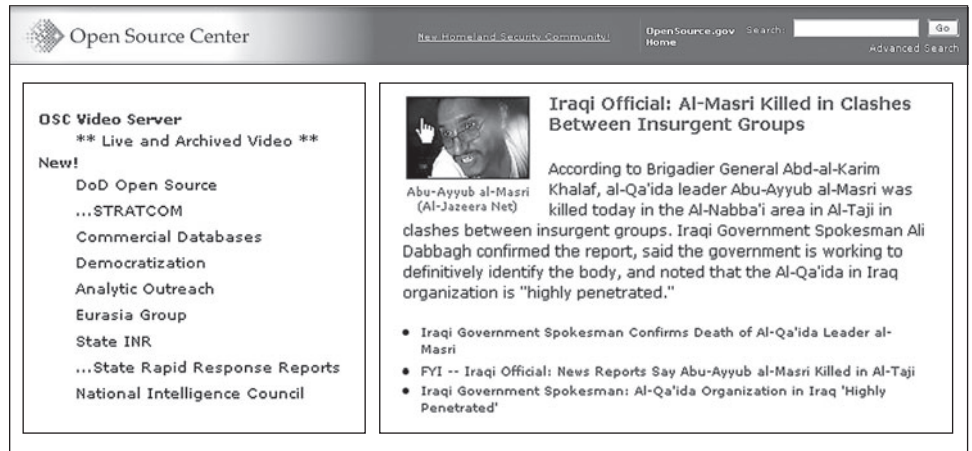 Open Source Center
New Homeland Security Community!
OpenSource.gov
Home
Search:
Go
Advanced Search
OSC Video Server
** Live and Archived Video **
New!
DoD Open Source
...STRATCOM
Commercial Databases
Democratization
Analytic Outreach
Eurasia Group
State INR
...State Rapid Response Reports
National Intelligence Council
Abu-Ayyub al-Masri
(Al-Jazeera Net)
Iraqi Official: Al-Masri Killed in Clashes
Between Insurgent Groups
According to Brigadier General Abd-al-Karim
Khalaf, al-Qa'ida leader Abu-Ayyub al-Masri was
killed today in the Al-Nabba'i area in Al-Taji in
clashes between insurgent groups. Iraqi Government Spokesman Ali
Dabbagh confirmed the report, said the government is working to
definitively identify the body, and noted that the Al-Qa'ida in Iraq
organization is "highly penetrated."
• Iraqi Government Spokesman Confirms Death of Al-Qa'ida Leader al-
Masri
• FYI -- Iraqi Official: News Reports Say Abu-Ayyub al-Masri Killed in Al-Taji
• Iraqi Government Spokesman: Al-Qa'ida Organization in Iraq 'Highly
Penetrated'